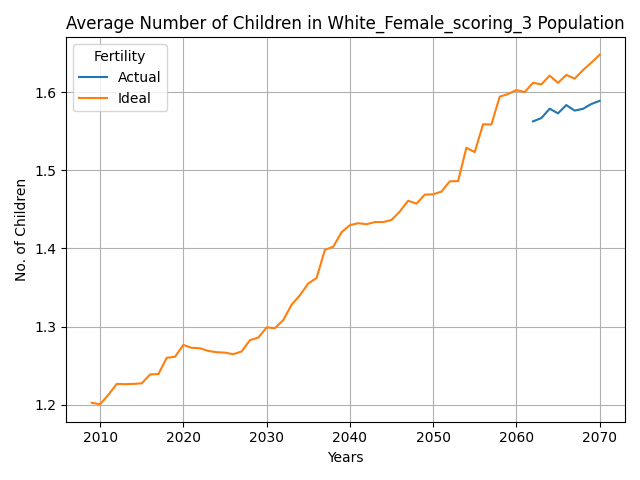 Average Number of Children in White_Female_scoring_3 Population
Fertility
Actual
Ideal
No. of Children
1.6
1.5
1.4
1.3
1.2
2010 2020 2030 2040 2050 2060 2070
Years